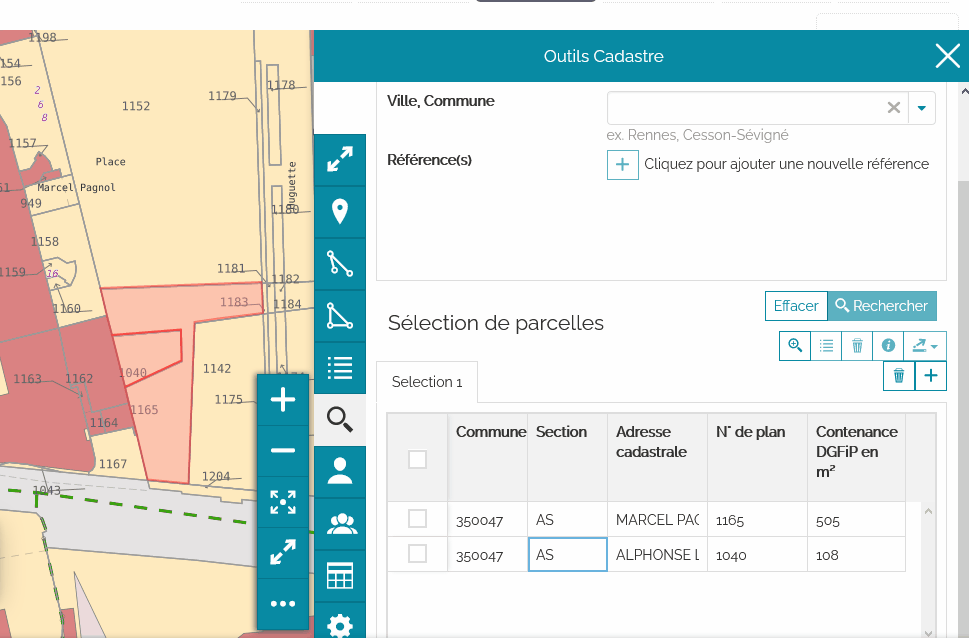 Outils Cadastre
Ville, Commune
ex. Rennes, Cesson-Sévigné
Référence(s)
Cliquez pour ajouter une nouvelle référence
Effacer
Rechercher
Sélection de parcelles
Selection 1
Commune Section Adresse cadastrale N° de plan Contenance DGFiP en m²
350047 AS MARCEL PAG 1165 505
350047 AS ALPHONSE L 1040 108
1198
154
156
2
6
8
1152
1179
1178
1157
Place
Marcel Pagnol
Huguette
949
1180
1158
1159
16
1181
1182
1160
1183
1184
1163
1162
1040
1142
1165
1175
1164
1167
1204
1043